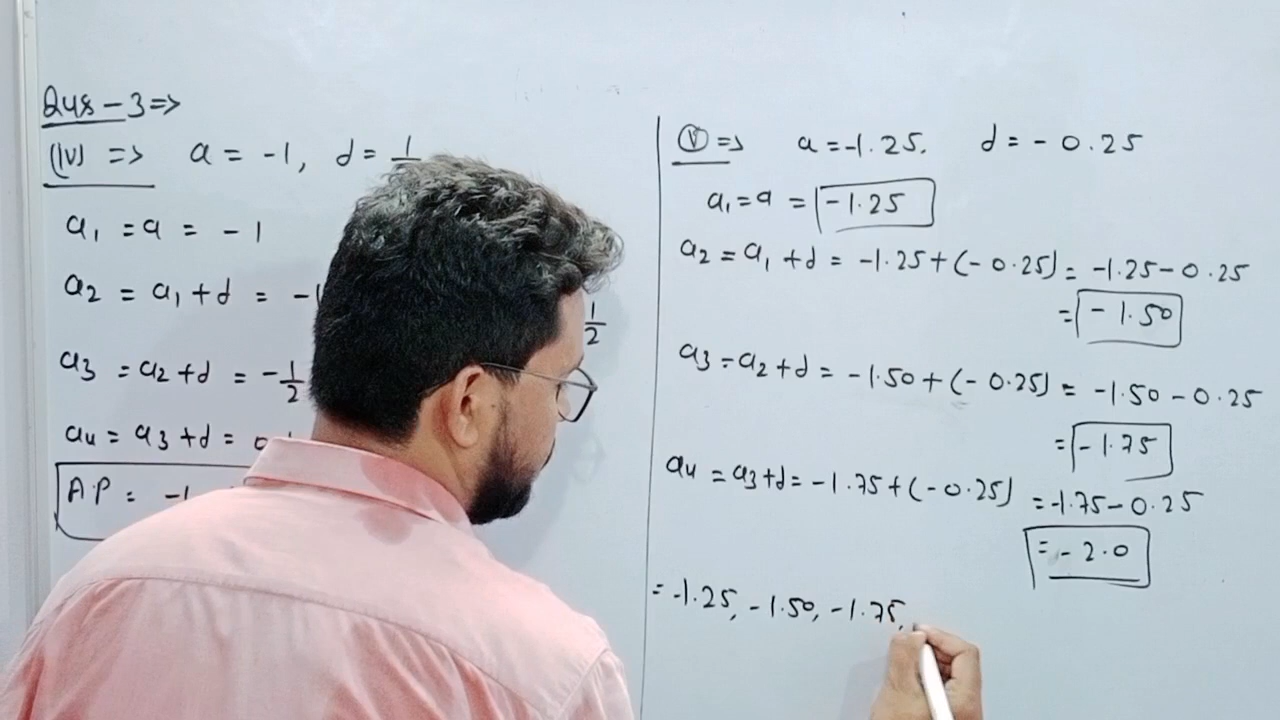 Qus - 3 =>
(IV) => a = -1, d = 1
a1 = a = - 1
a2 = a1 + d = -1
1/2
a3 = a2 + d = - 1/2
a4 = a3 + d = 0
A.P = -1
(V) => a = -1.25, d = - 0.25
a1 = a = -1.25
a2 = a1 + d = -1.25 + (- 0.25) = -1.25 - 0.25
= - 1.50
a3 = a2 + d = -1.50 + (- 0.25) = -1.50 - 0.25
= - 1.75
a4 = a3 + d = -1.75 + (-0.25) = -1.75 - 0.25
= - 2.0
= -1.25, -1.50, -1.75,